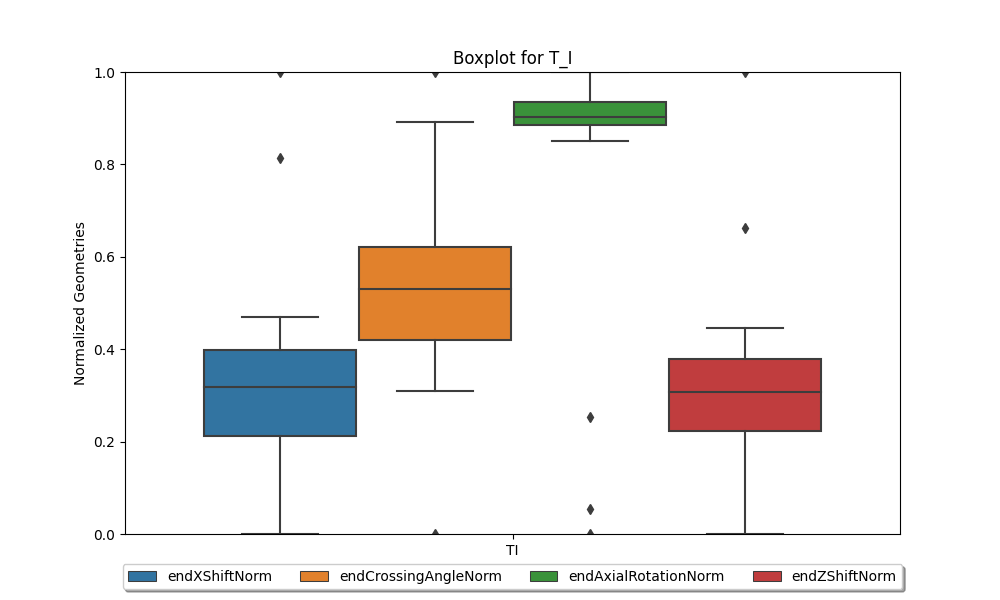 Boxplot for T_I
Normalized Geometries
1.0
0.8
0.6
0.4
0.2
0.0
TI
endXShiftNorm endCrossingAngleNorm endAxialRotationNorm endZShiftNorm